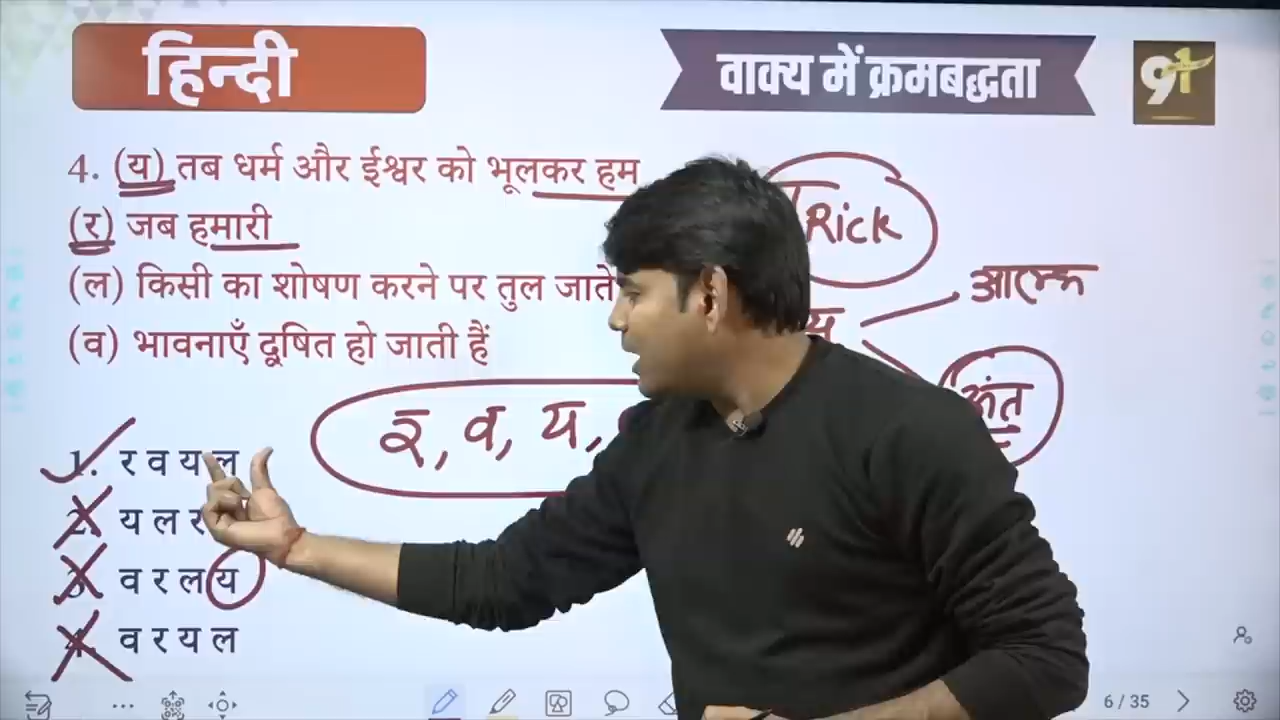 हिन्दी
वाक्य में क्रमबद्धता
4. (य) तब धर्म और ईश्वर को भूलकर हम
(र) जब हमारी
(ल) किसी का शोषण करने पर तुल जाते
(व) भावनाएँ दूषित हो जाती हैं
Rick
य
अंत
र, व, य,
1. र व य ल
2. य ल र
3. व र ल य
4. व र य ल
6 / 35